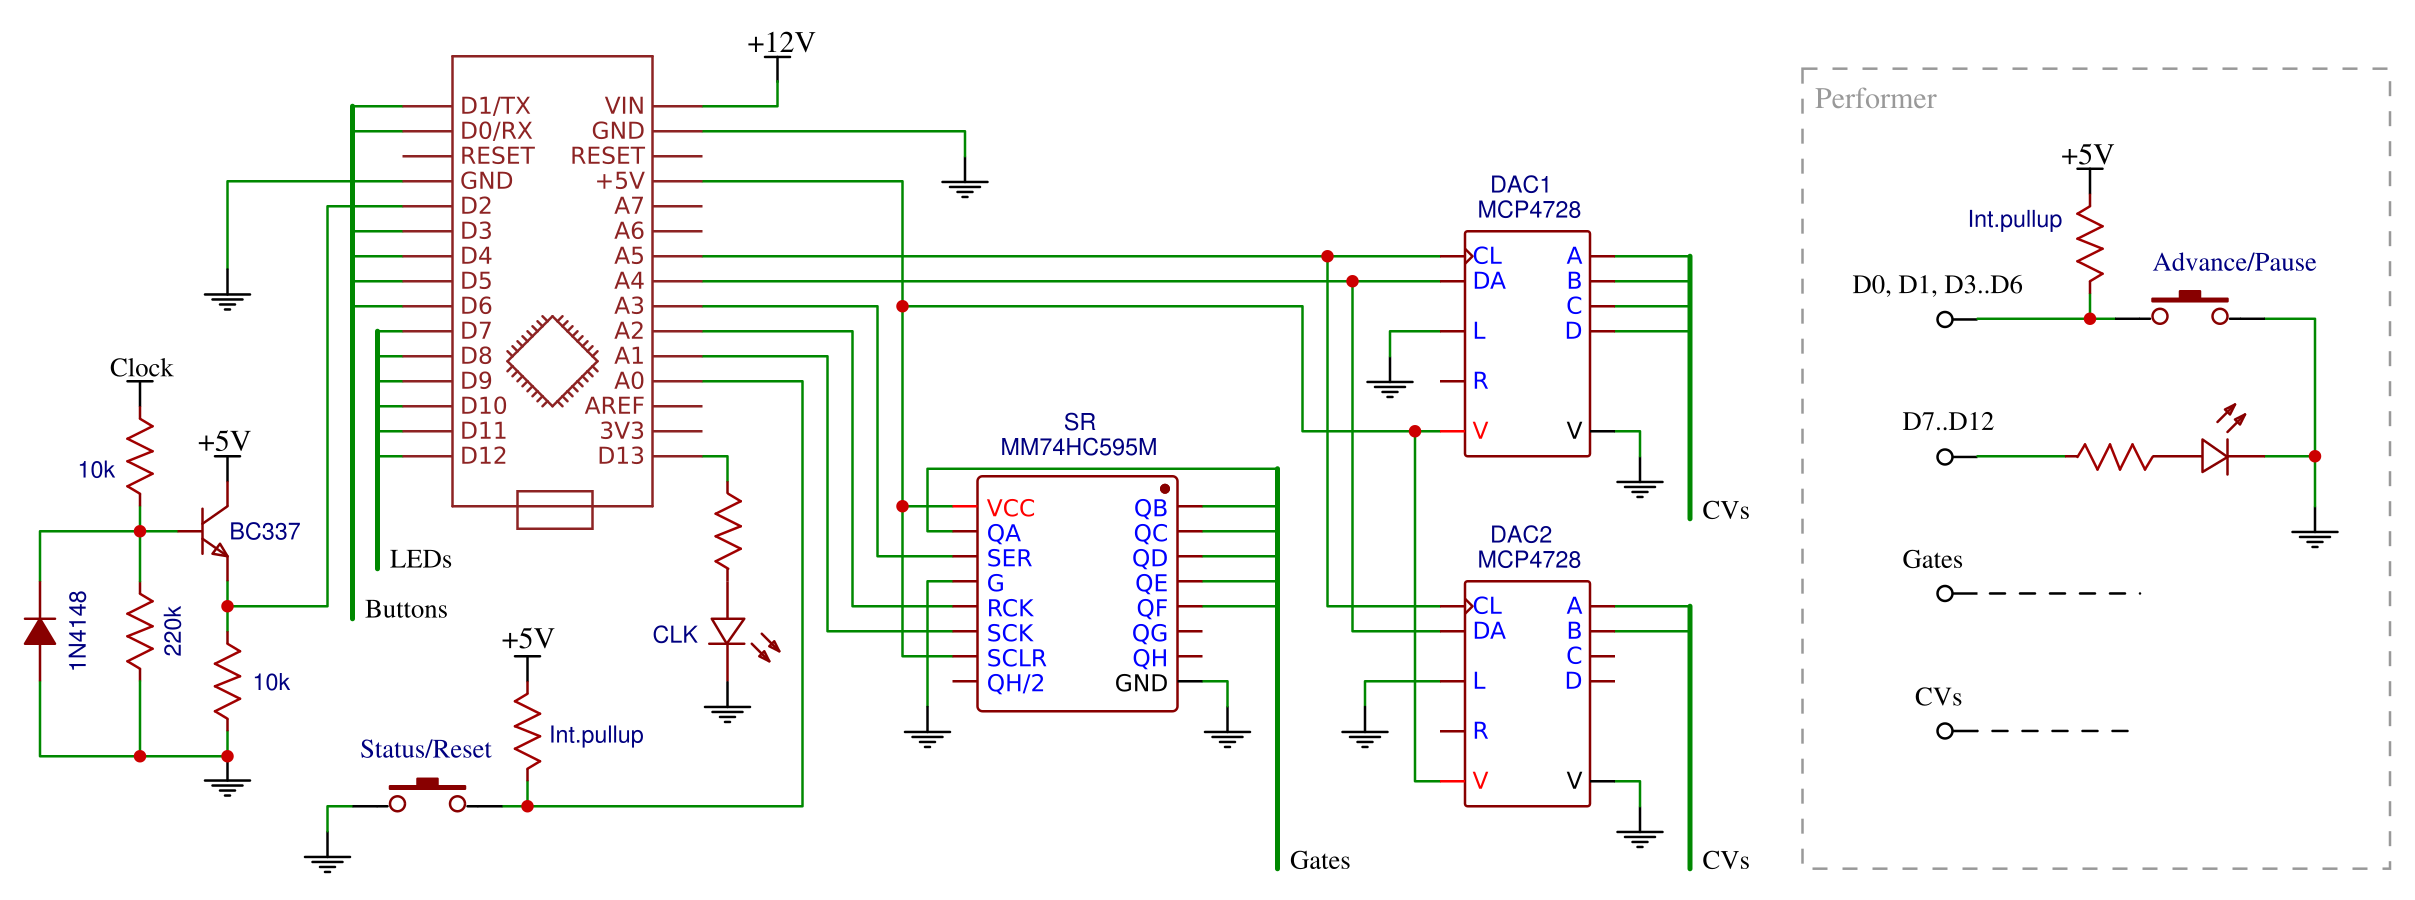 +12V
D1/TX
D0/RX
RESET
GND
D2
D3
D4
D5
D6
D7
D8
D9
D10
D11
D12
VIN
GND
RESET
+5V
A7
A6
A5
A4
A3
A2
A1
A0
AREF
3V3
D13
Clock
10k
+5V
BC337
1N4148
220k
10k
LEDs
Buttons
Status/Reset
+5V
Int.pullup
CLK
SR
MM74HC595M
VCC
QA
SER
G
RCK
SCK
SCLR
QH/2
QB
QC
QD
QE
QF
QG
QH
GND
Gates
DAC1
MCP4728
CL
DA
L
R
V
A
B
C
D
V
CVs
DAC2
MCP4728
CL
DA
L
R
V
A
B
C
D
V
CVs
Performer
+5V
Int.pullup
Advance/Pause
D0, D1, D3..D6
D7..D12
Gates
CVs